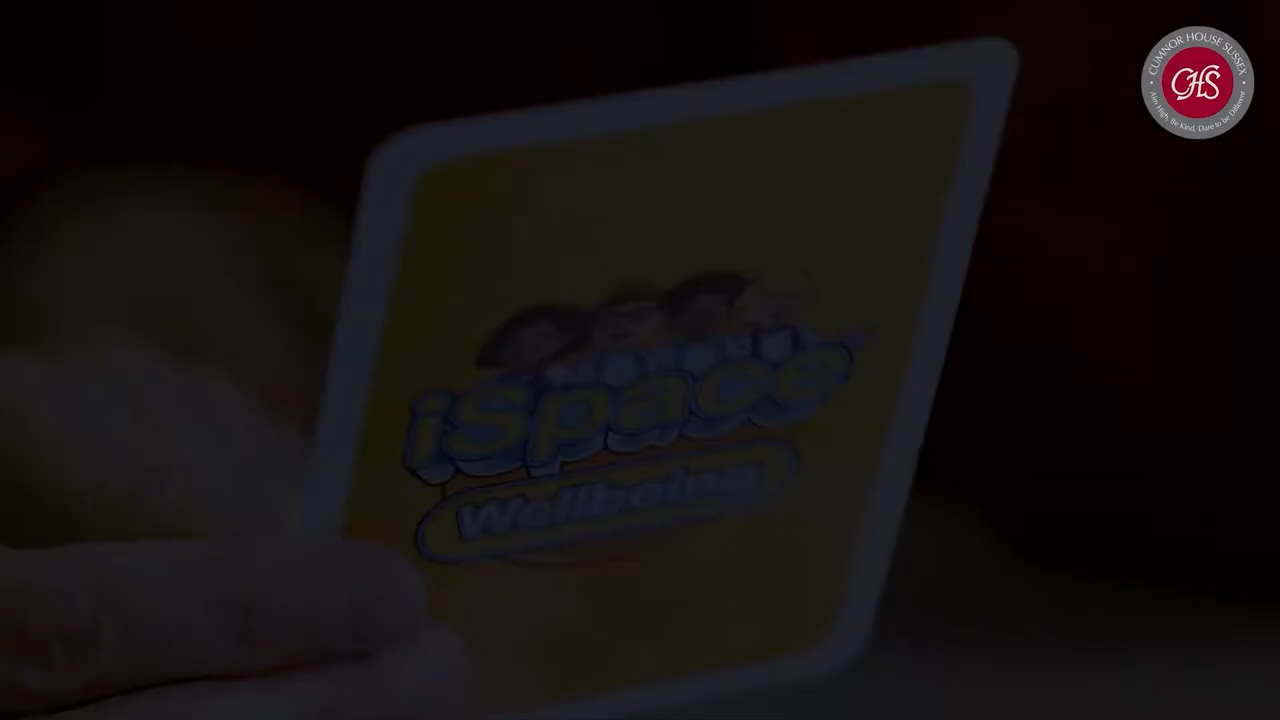 CUMNOR HOUSE SUSSEX
CHS
Aim High, Be Kind, Dare to be Different
iSpace
Wellbeing